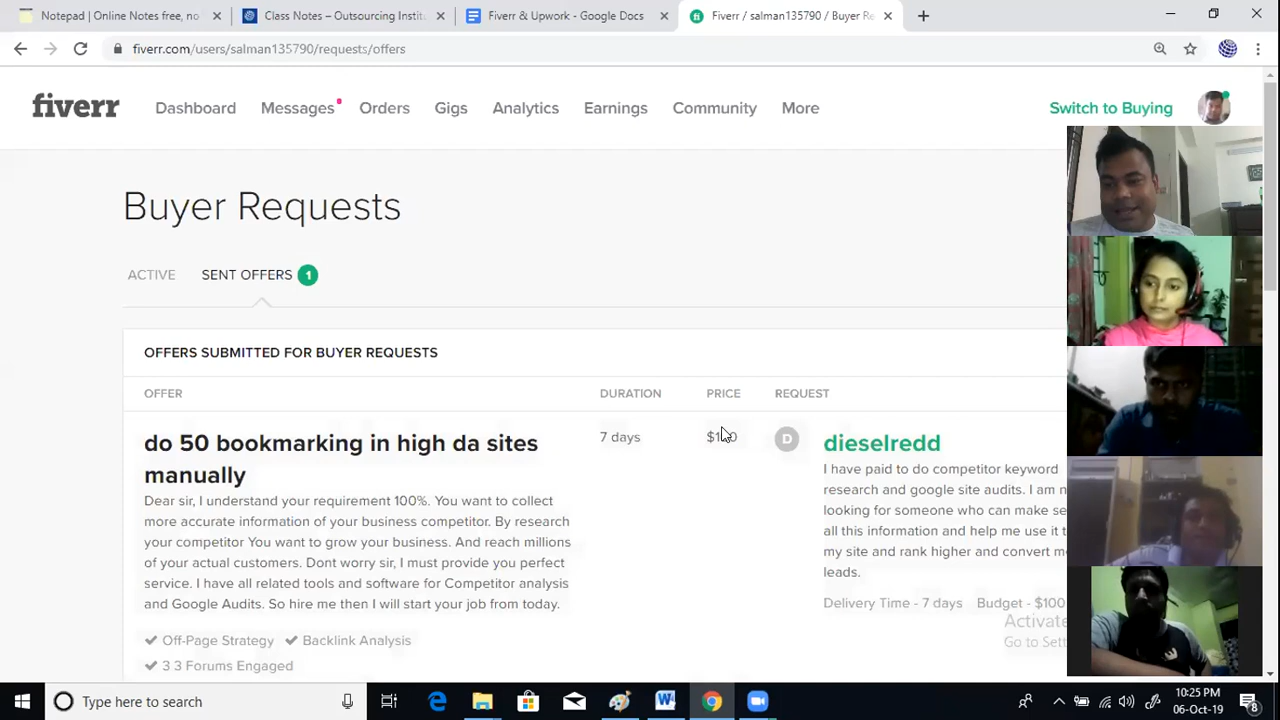 Notepad | Online Notes free, no
Class Notes – Outsourcing Instit
Fiverr & Upwork - Google Docs
Fiverr / salman135790 / Buyer Re
fiverr.com/users/salman135790/requests/offers
fiverr
Dashboard
Messages
Orders
Gigs
Analytics
Earnings
Community
More
Switch to Buying
Buyer Requests
ACTIVE
SENT OFFERS 1
OFFERS SUBMITTED FOR BUYER REQUESTS
OFFER
DURATION
PRICE
REQUEST
do 50 bookmarking in high da sites
manually
Dear sir, I understand your requirement 100%. You want to collect
more accurate information of your business competitor. By research
your competitor You want to grow your business. And reach millions
of your actual customers. Dont worry sir, I must provide you perfect
service. I have all related tools and software for Competitor analysis
and Google Audits. So hire me then I will start your job from today.
Off-Page Strategy
Backlink Analysis
3 3 Forums Engaged
7 days
D
dieselredd
I have paid to do competitor keyword
research and google site audits. I am n
looking for someone who can make se
all this information and help me use it t
my site and rank higher and convert m
leads.
Delivery Time - 7 days
Budget - $100
Activate
Go to Sett
Type here to search
10:25 PM
06-Oct-19
8